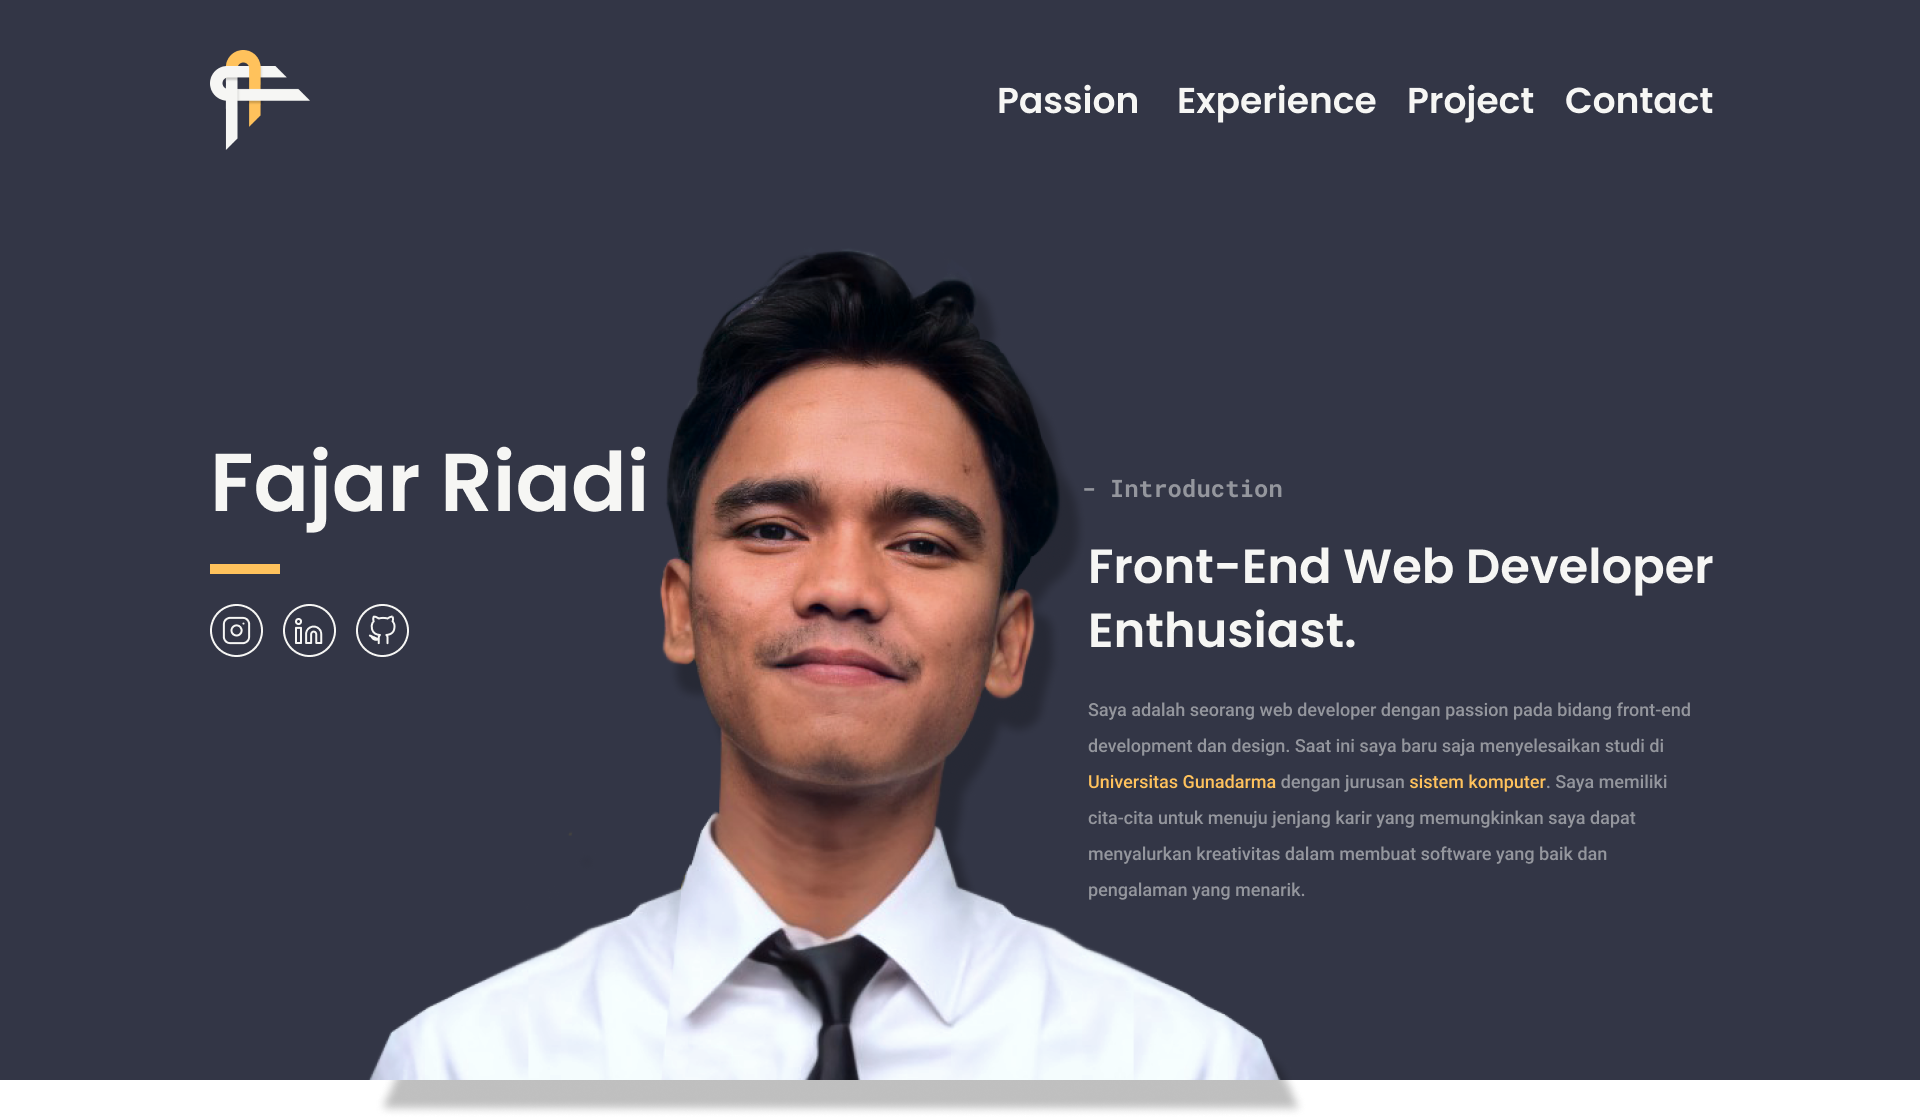 Passion Experience Project Contact
Fajar Riadi
- Introduction
Front-End Web Developer
Enthusiast.
Saya adalah seorang web developer dengan passion pada bidang front-end
development dan design. Saat ini saya baru saja menyelesaikan studi di
Universitas Gunadarma dengan jurusan sistem komputer. Saya memiliki
cita-cita untuk menuju jenjang karir yang memungkinkan saya dapat
menyalurkan kreativitas dalam membuat software yang baik dan
pengalaman yang menarik.